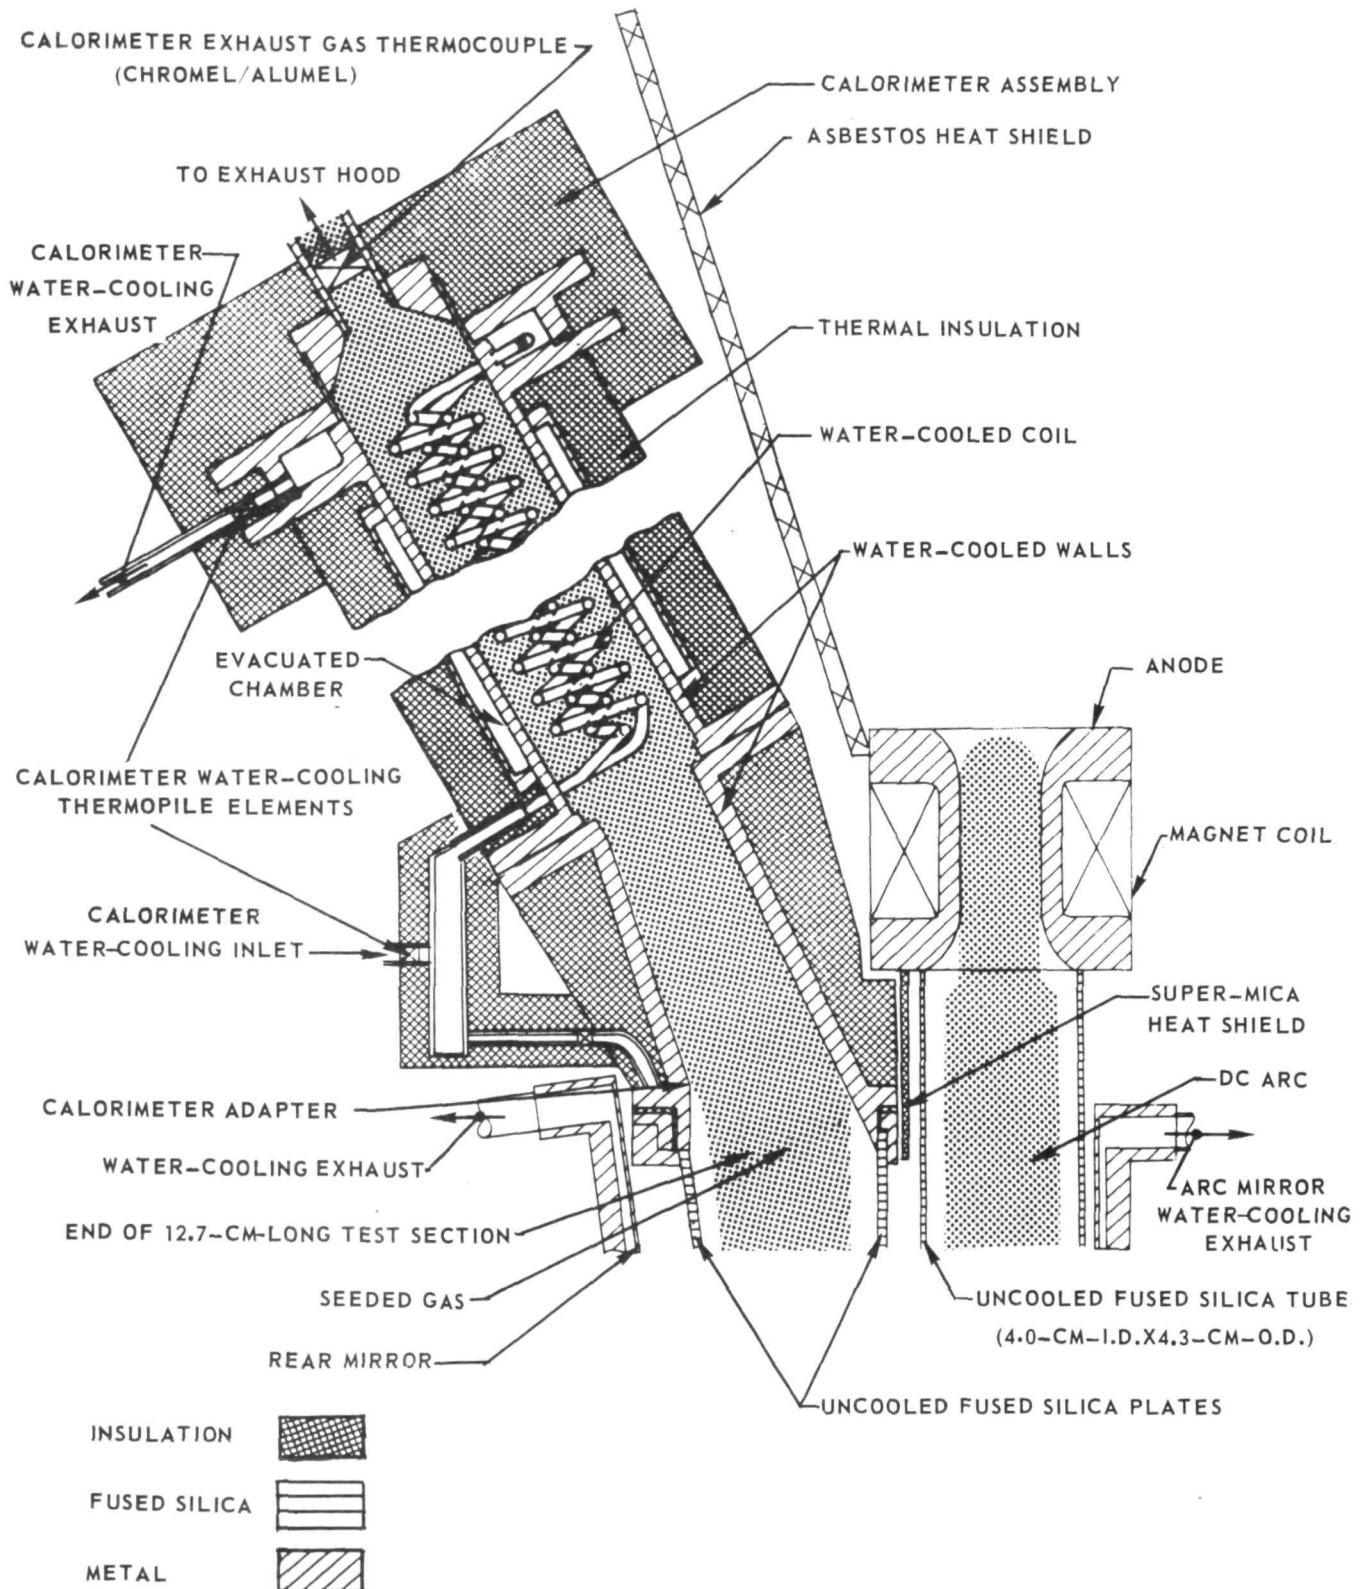 CALORIMETER EXHAUST GAS THERMOCOUPLE
(CHROMEL/ALUMEL)
CALORIMETER ASSEMBLY
ASBESTOS HEAT SHIELD
TO EXHAUST HOOD
CALORIMETER
WATER-COOLING
EXHAUST
THERMAL INSULATION
WATER-COOLED COIL
WATER-COOLED WALLS
EVACUATED
CHAMBER
ANODE
CALORIMETER WATER-COOLING
THERMOPILE ELEMENTS
MAGNET COIL
CALORIMETER
WATER-COOLING INLET
SUPER-MICA
HEAT SHIELD
DC ARC
CALORIMETER ADAPTER
WATER-COOLING EXHAUST
ARC MIRROR
WATER-COOLING
EXHAUST
END OF 12.7-CM-LONG TEST SECTION
SEEDED GAS
UNCOOLED FUSED SILICA TUBE
(4.0-CM-I.D.X4.3-CM-O.D.)
REAR MIRROR
UNCOOLED FUSED SILICA PLATES
INSULATION
FUSED SILICA
METAL